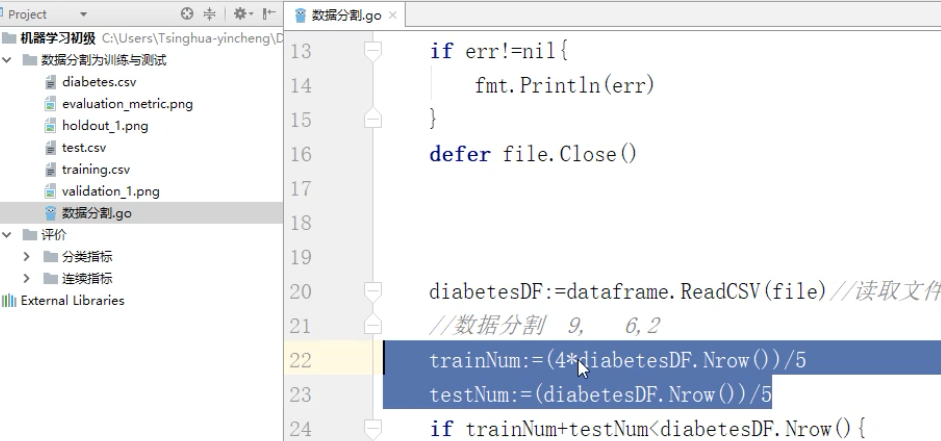 Project
数据分割.go
机器学习初级 C:\Users\Tsinghua-yincheng\D
数据分割为训练与测试
diabetes.csv
evaluation_metric.png
holdout_1.png
test.csv
training.csv
validation_1.png
数据分割.go
评价
分类指标
连续指标
External Libraries
13 if err!=nil{
14 fmt.Println(err)
15 }
16 defer file.Close()
17
18
19
20 diabetesDF:=dataframe.ReadCSV(file)//读取文件
21 //数据分割 9, 6,2
22 trainNum:=(4*diabetesDF.Nrow())/5
23 testNum:=(diabetesDF.Nrow())/5
24 if trainNum+testNum<diabetesDF.Nrow(){